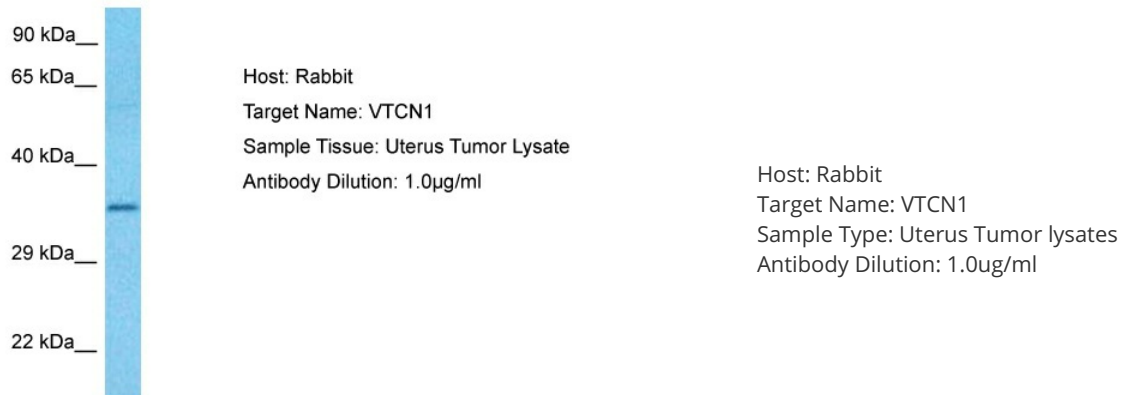 90 kDa__
65 kDa__
40 kDa__
29 kDa__
22 kDa__
Host: Rabbit
Target Name: VTCN1
Sample Tissue: Uterus Tumor Lysate
Antibody Dilution: 1.0µg/ml
Host: Rabbit
Target Name: VTCN1
Sample Type: Uterus Tumor lysates
Antibody Dilution: 1.0ug/ml